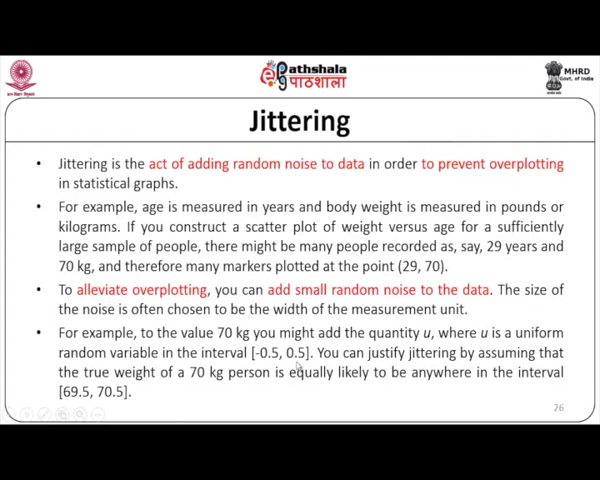 Pathshala
पाठशाला
MHRD
Govt. of India
Jittering
• Jittering is the act of adding random noise to data in order to prevent overplotting
in statistical graphs.
• For example, age is measured in years and body weight is measured in pounds or
kilograms. If you construct a scatter plot of weight versus age for a sufficiently
large sample of people, there might be many people recorded as, say, 29 years and
70 kg, and therefore many markers plotted at the point (29, 70).
• To alleviate overplotting, you can add small random noise to the data. The size of
the noise is often chosen to be the width of the measurement unit.
• For example, to the value 70 kg you might add the quantity u, where u is a uniform
random variable in the interval [-0.5, 0.5]. You can justify jittering by assuming that
the true weight of a 70 kg person is equally likely to be anywhere in the interval
[69.5, 70.5].
26